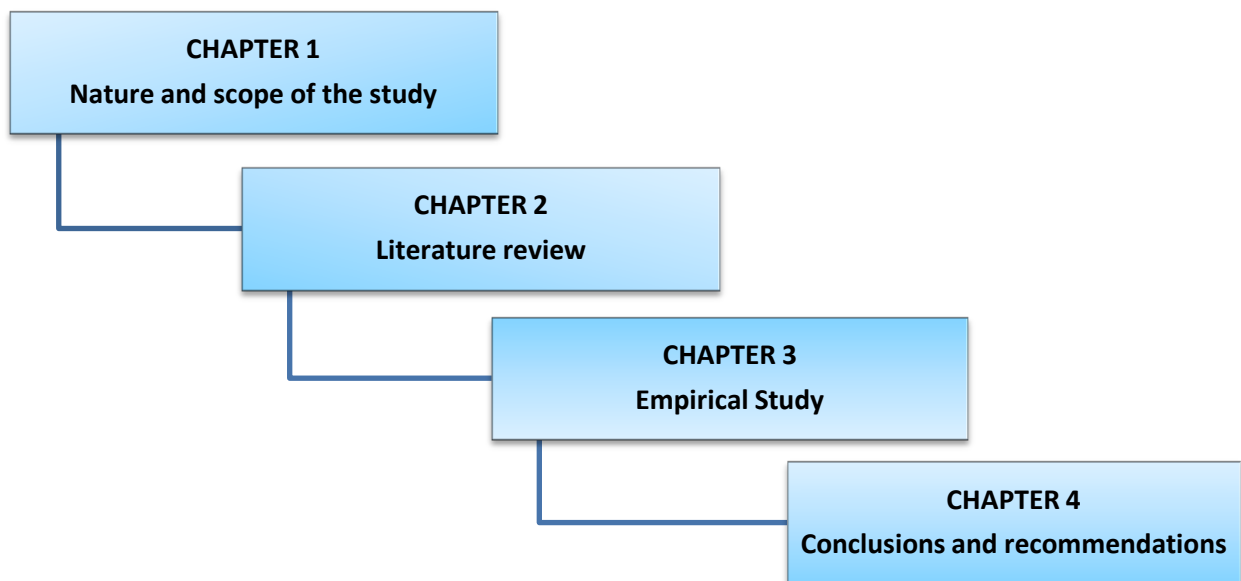 CHAPTER 1
Nature and scope of the study
CHAPTER 2
Literature review
CHAPTER 3
Empirical Study
CHAPTER 4
Conclusions and recommendations